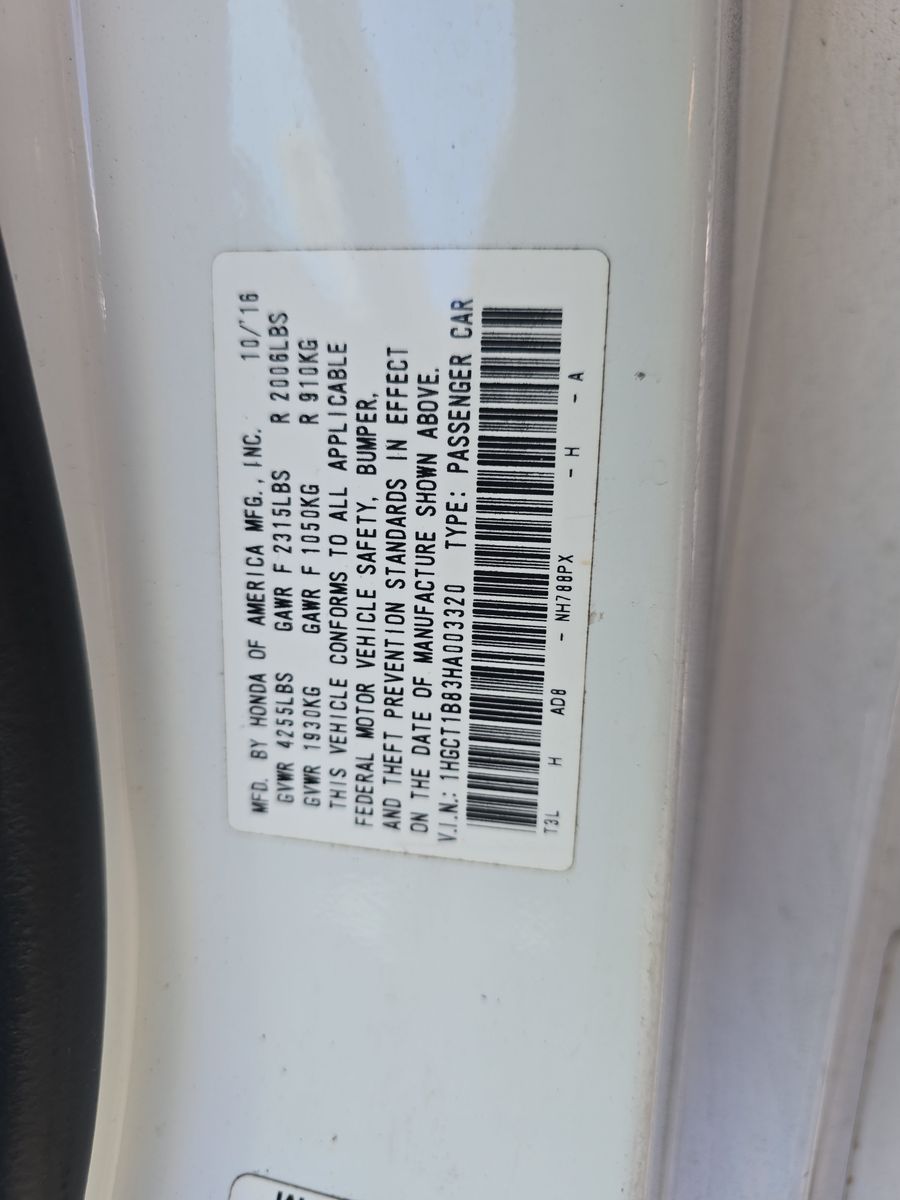 MFD. BY HONDA OF AMERICA MFG., INC. 10/'16
GVWR 4255LBS GAWR F 2315LBS R 2006LBS
GVWR 1930KG GAWR F 1050KG R 910KG
THIS VEHICLE CONFORMS TO ALL APPLICABLE
FEDERAL MOTOR VEHICLE SAFETY, BUMPER,
AND THEFT PREVENTION STANDARDS IN EFFECT
ON THE DATE OF MANUFACTURE SHOWN ABOVE.
V.I.N.: 1HGCT1B83HA003320 TYPE: PASSENGER CAR
T3L H AD8 - NH788PX - H - A